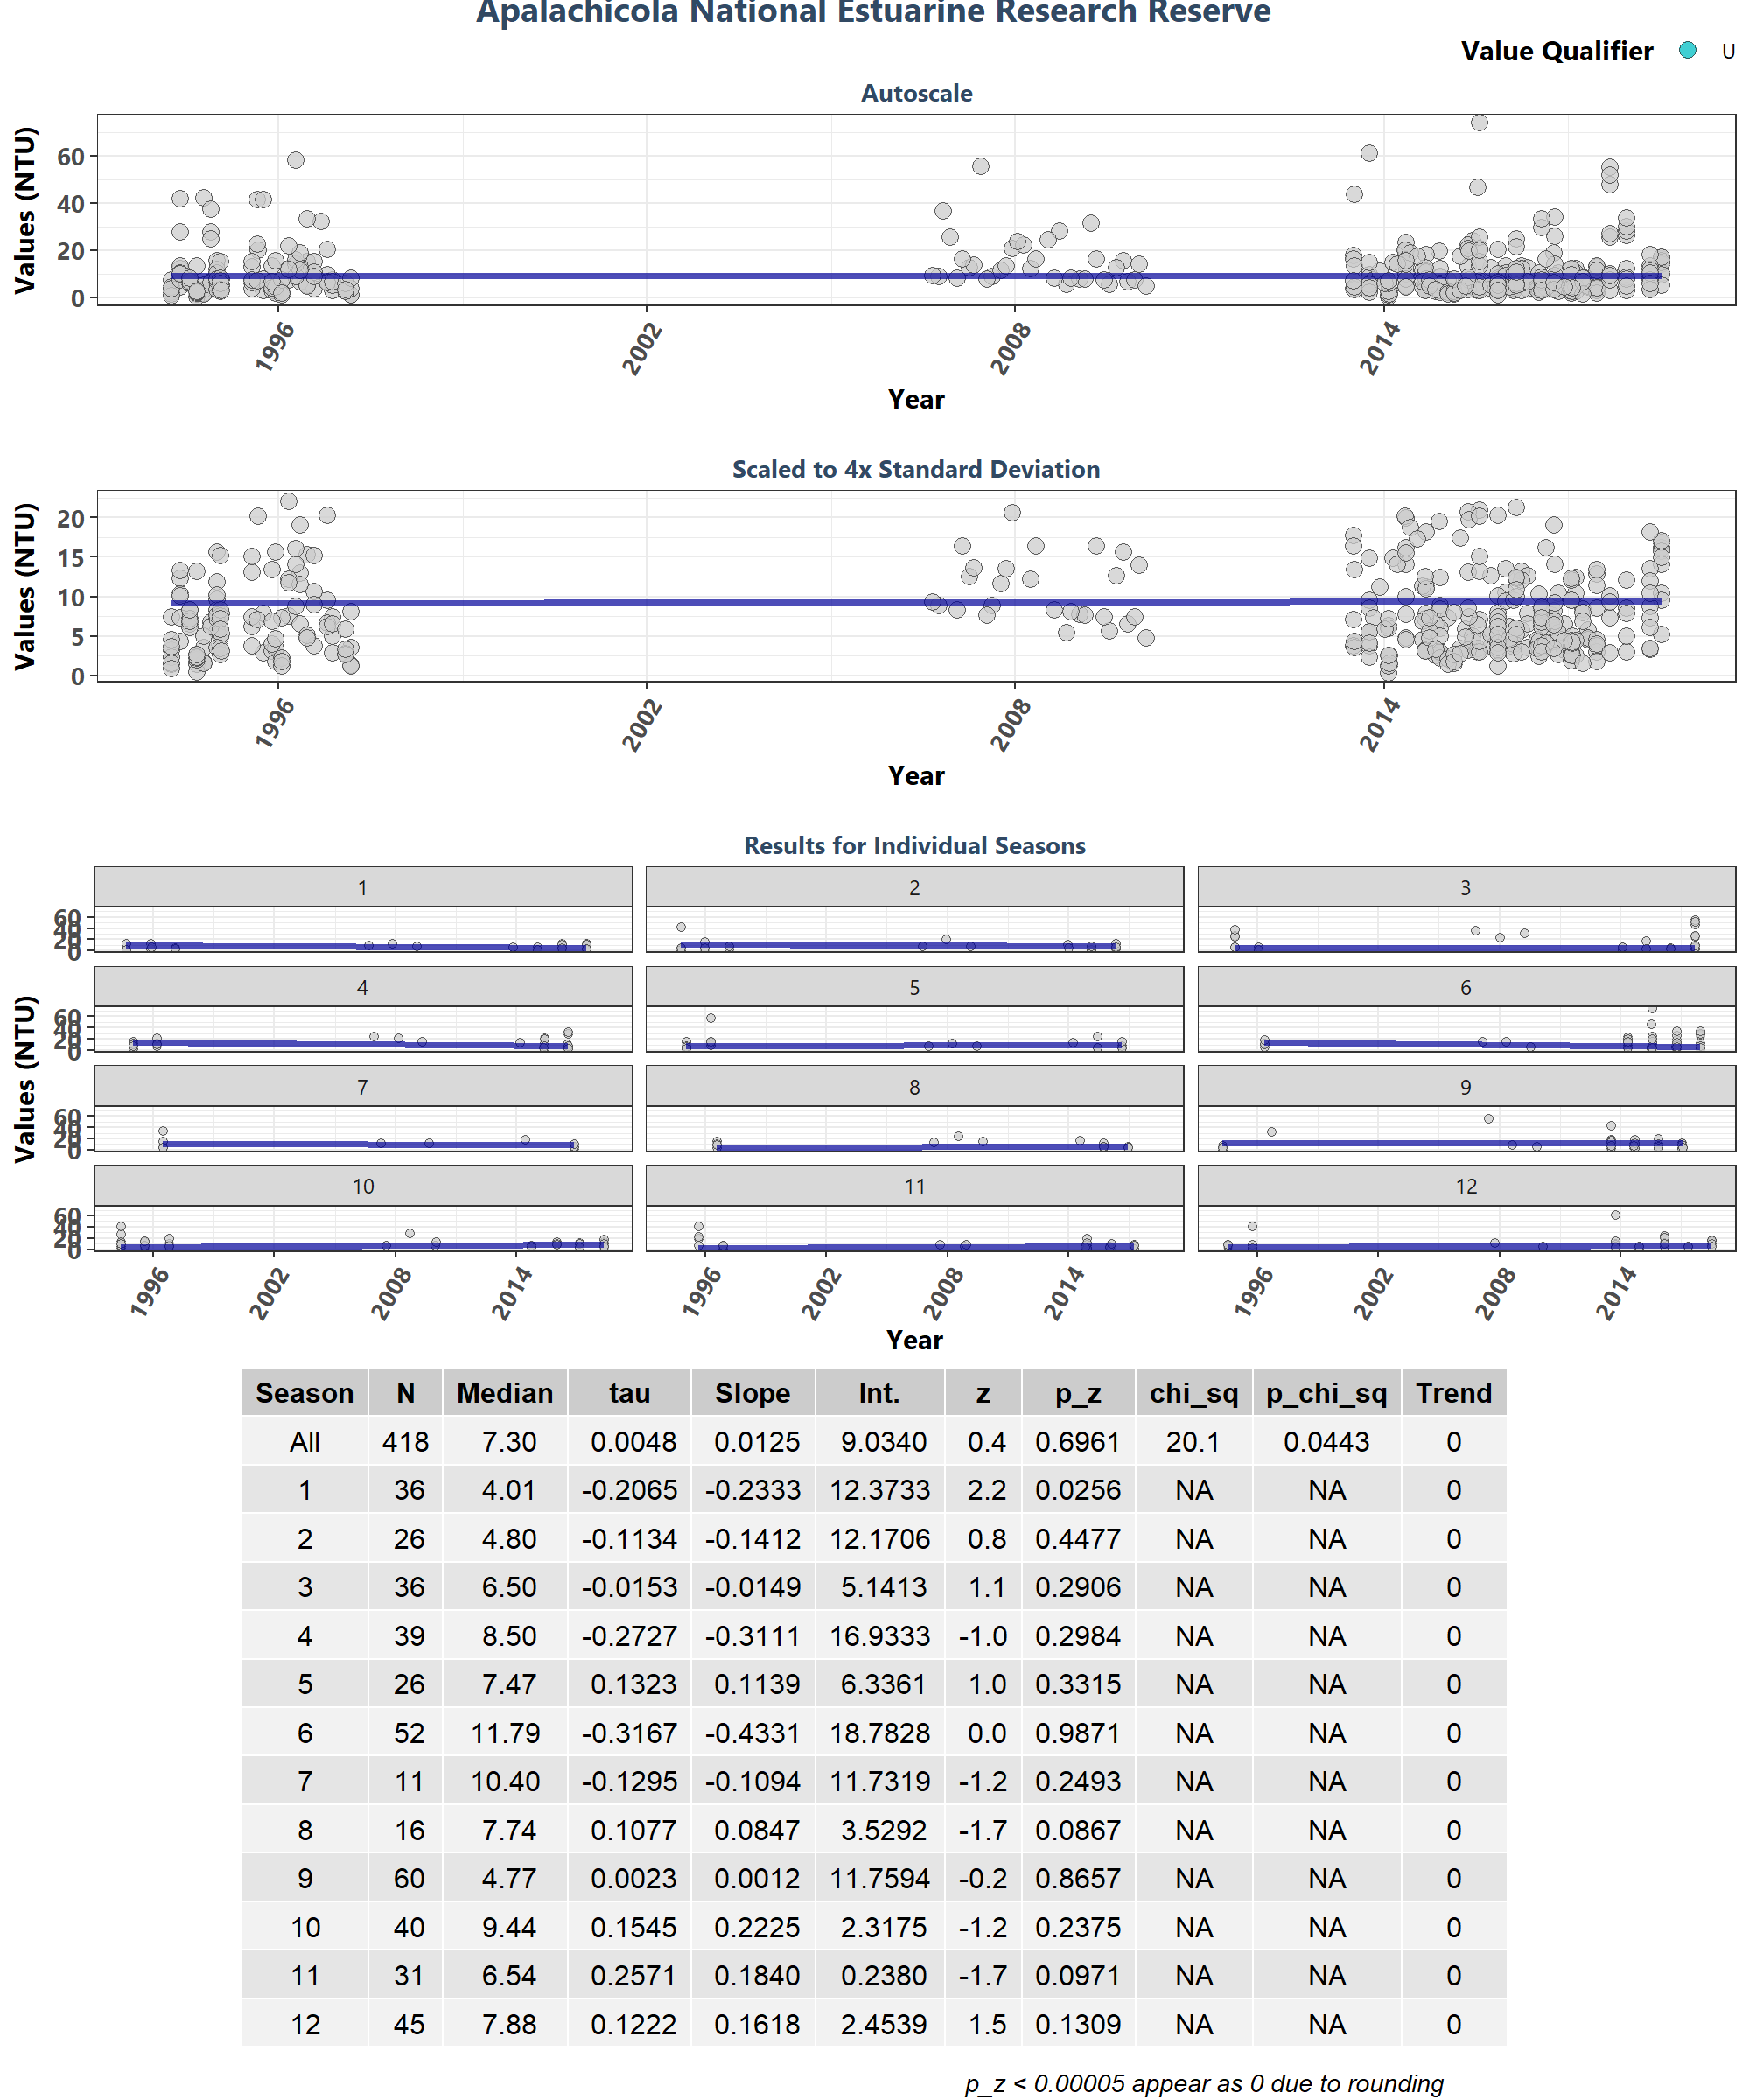 Apalachicola National Estuarine Research Reserve
Value Qualifier U
Autoscale
Values (NTU)
60
40
20
0
1996 2002 2008 2014
Year
Scaled to 4x Standard Deviation
Values (NTU)
20
15
10
5
0
1996 2002 2008 2014
Year
Results for Individual Seasons
Values (NTU)
1 2 3
60
40
20
0
4 5 6
60
40
20
0
7 8 9
60
40
20
0
10 11 12
60
40
20
0
1996 2002 2008 2014 1996 2002 2008 2014 1996 2002 2008 2014
Year
Season N Median tau Slope Int. z p_z chi_sq p_chi_sq Trend
All 418 7.30 0.0048 0.0125 9.0340 0.4 0.6961 20.1 0.0443 0
1 36 4.01 -0.2065 -0.2333 12.3733 2.2 0.0256 NA NA 0
2 26 4.80 -0.1134 -0.1412 12.1706 0.8 0.4477 NA NA 0
3 36 6.50 -0.0153 -0.0149 5.1413 1.1 0.2906 NA NA 0
4 39 8.50 -0.2727 -0.3111 16.9333 -1.0 0.2984 NA NA 0
5 26 7.47 0.1323 0.1139 6.3361 1.0 0.3315 NA NA 0
6 52 11.79 -0.3167 -0.4331 18.7828 0.0 0.9871 NA NA 0
7 11 10.40 -0.1295 -0.1094 11.7319 -1.2 0.2493 NA NA 0
8 16 7.74 0.1077 0.0847 3.5292 -1.7 0.0867 NA NA 0
9 60 4.77 0.0023 0.0012 11.7594 -0.2 0.8657 NA NA 0
10 40 9.44 0.1545 0.2225 2.3175 -1.2 0.2375 NA NA 0
11 31 6.54 0.2571 0.1840 0.2380 -1.7 0.0971 NA NA 0
12 45 7.88 0.1222 0.1618 2.4539 1.5 0.1309 NA NA 0
p_z < 0.00005 appear as 0 due to rounding